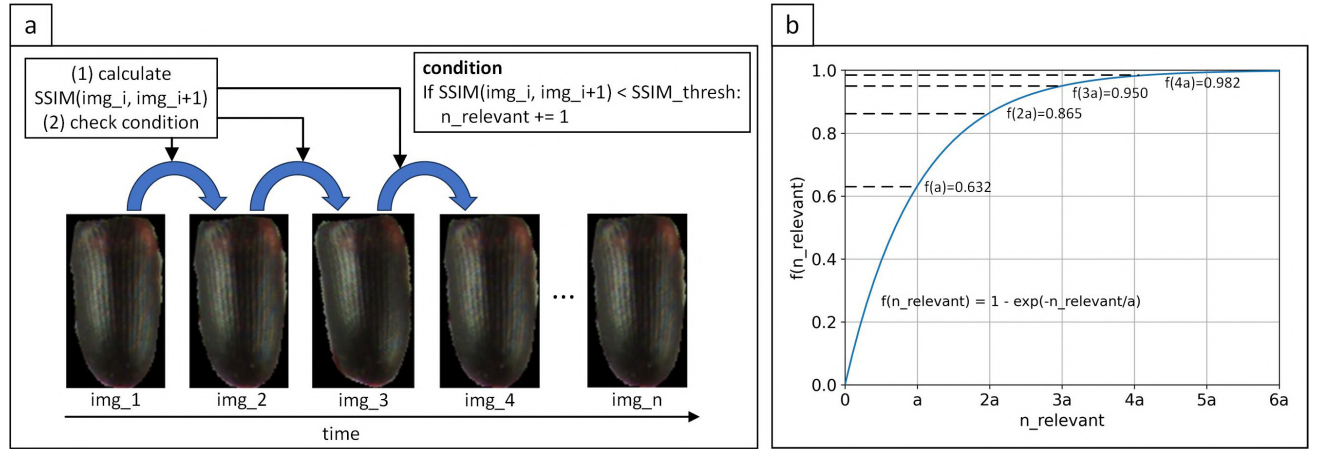 a
(1) calculate
SSIM(img_i, img_i+1)
(2) check condition
condition
If SSIM(img_i, img_i+1) < SSIM_thresh:
n_relevant += 1
...
img_1
img_2
img_3
img_4
img_n
time
b
f(n_relevant)
1.0
0.8
0.6
0.4
0.2
0.0
f(4a)=0.982
f(3a)=0.950
f(2a)=0.865
f(a)=0.632
f(n_relevant) = 1 - exp(-n_relevant/a)
0
a
2a
3a
4a
5a
6a
n_relevant